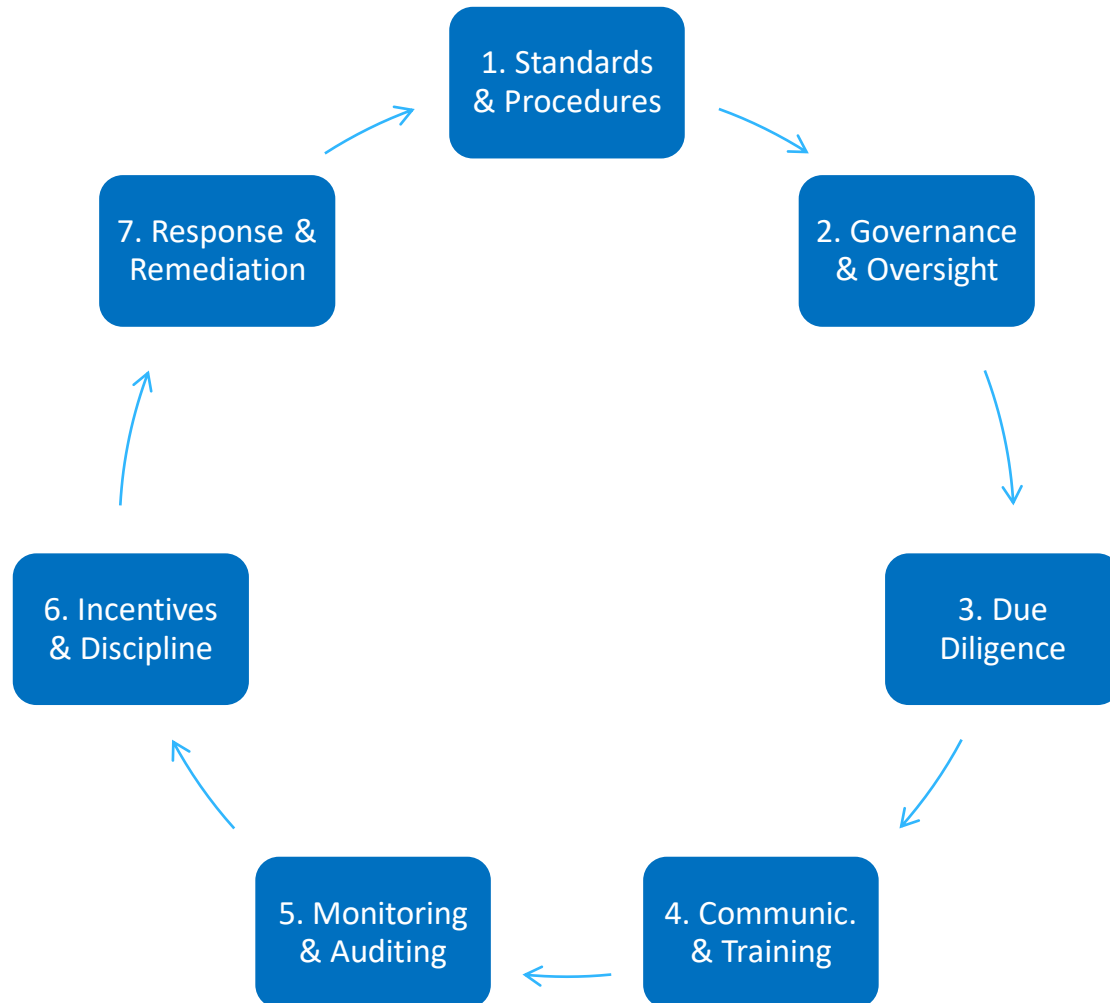 1. Standards
& Procedures
2. Governance
& Oversight
3. Due
Diligence
4. Communic.
& Training
5. Monitoring
& Auditing
6. Incentives
& Discipline
7. Response &
Remediation